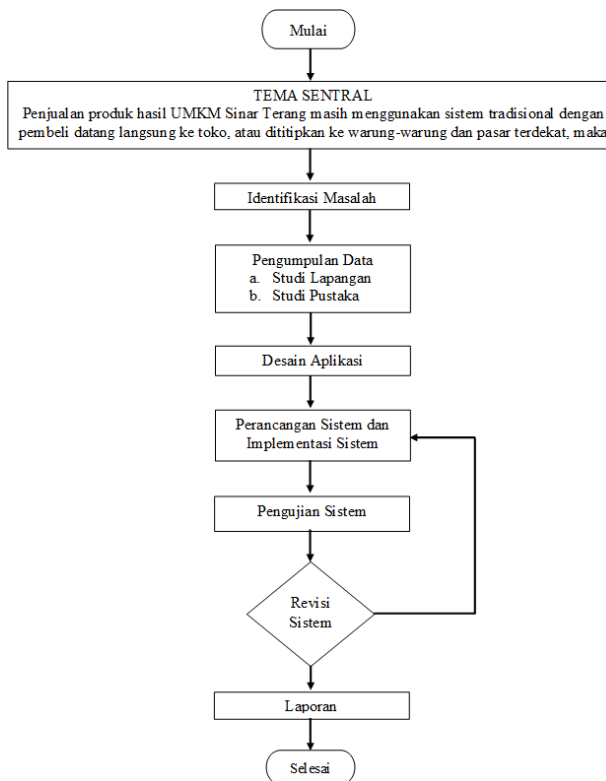 Mulai
TEMA SENTRAL
Penjualan produk hasil UMKM Sinar Terang masih menggunakan sistem tradisional dengan
pembeli datang langsung ke toko, atau dititipkan ke warung-warung dan pasar terdekat, maka
Identifikasi Masalah
Pengumpulan Data
a. Studi Lapangan
b. Studi Pustaka
Desain Aplikasi
Perancangan Sistem dan
Implementasi Sistem
Pengujian Sistem
Revisi
Sistem
Laporan
Selesai